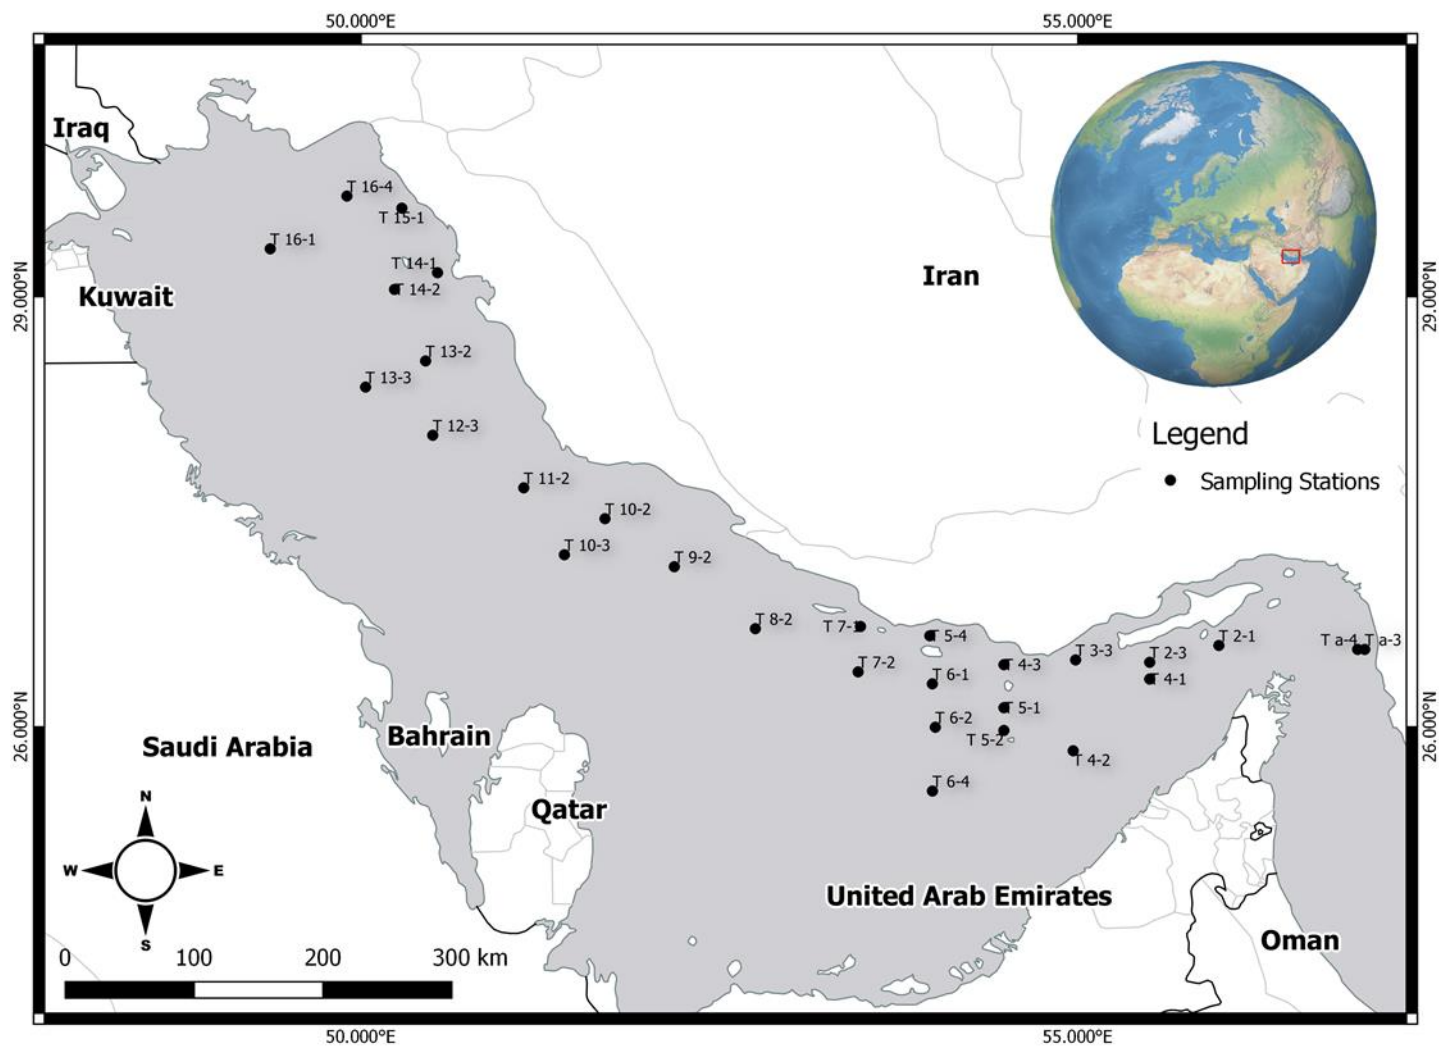 50.000°E
55.000°E
Iraq
T 16-4
T 15-1
T 16-1
T 14-1
Iran
Kuwait
T 14-2
29.000°N
29.000°N
T 13-2
T 13-3
T 12-3
Legend
Sampling Stations
T 11-2
T 10-2
T 10-3
T 9-2
T 8-2
T 7-1
T 5-4
T 2-1
T a-4
T a-3
T 3-3
T 2-3
T 7-2
T 6-1
T 4-3
T 4-1
T 6-2
T 5-1
26.000°N
26.000°N
Saudi Arabia
Bahrain
T 5-2
T 4-2
T 6-4
N
Qatar
W
E
S
United Arab Emirates
Oman
0
100
200
300 km
50.000°E
55.000°E